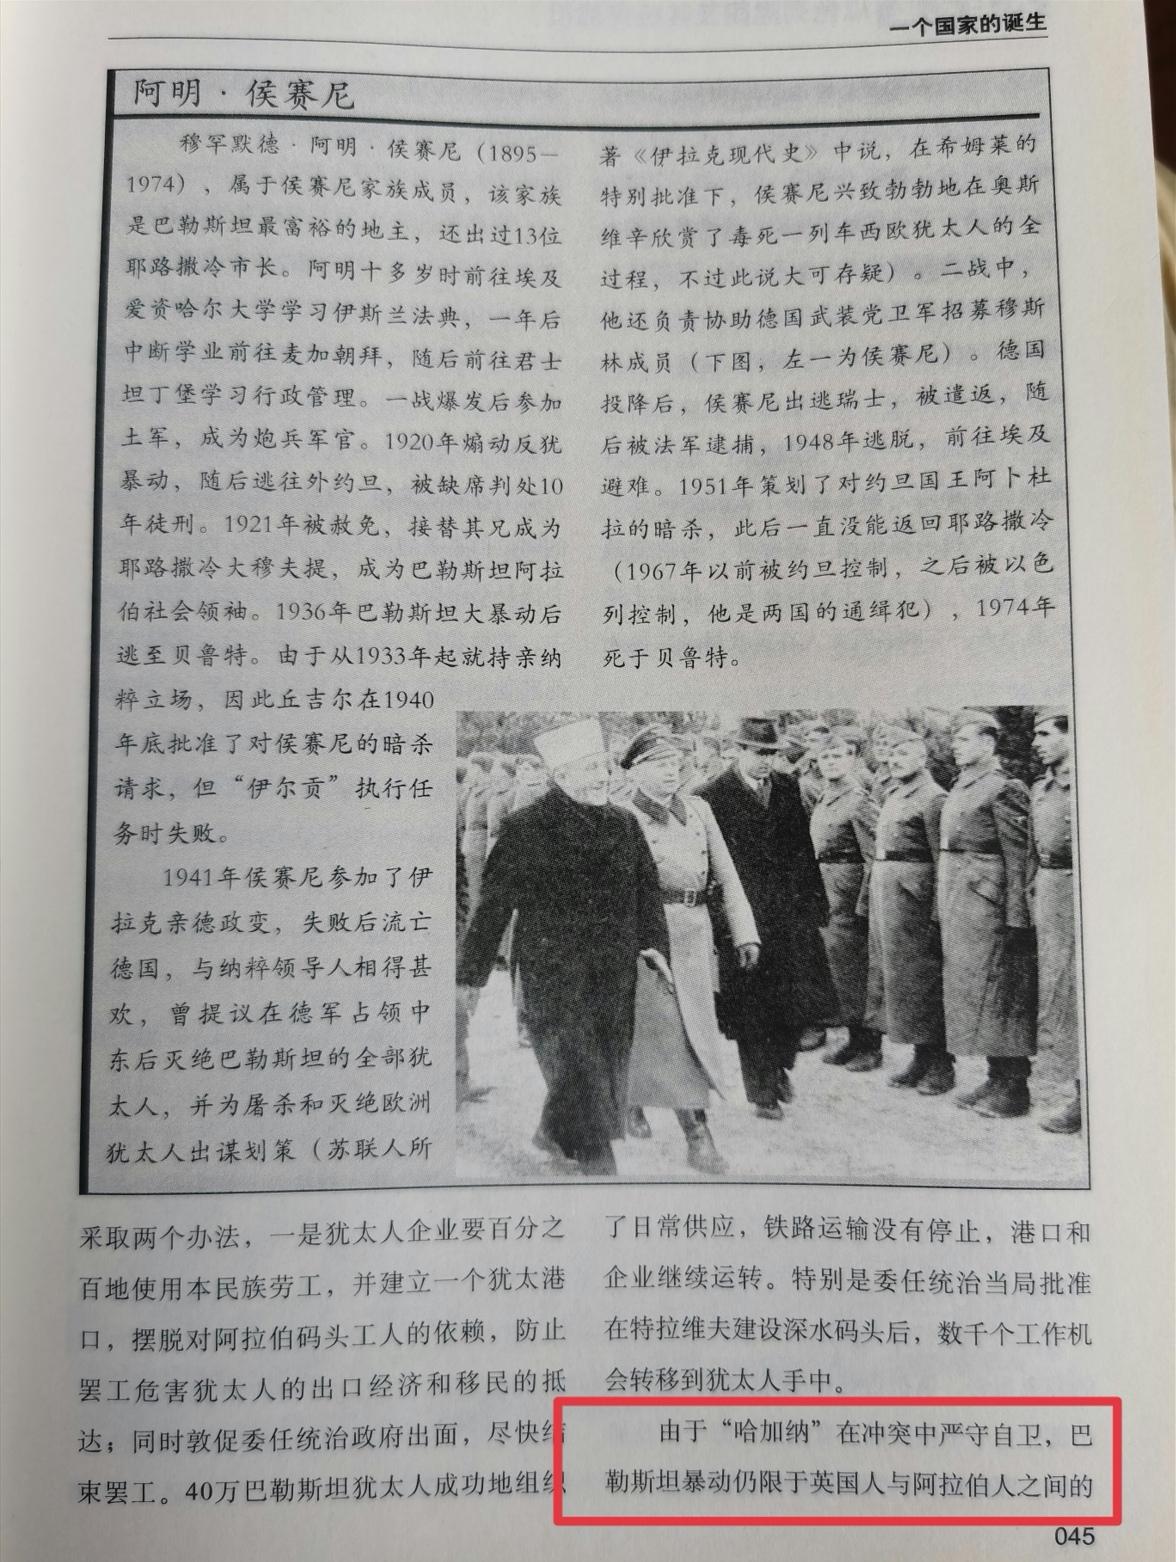 一个国家的诞生
阿明·侯赛尼
穆罕默德·阿明·侯赛尼（1895－
1974），属于侯赛尼家族成员，该家族
是巴勒斯坦最富裕的地主，还出过13位
耶路撒冷市长。阿明十多岁时前往埃及
爱资哈尔大学学习伊斯兰法典，一年后
中断学业前往麦加朝拜，随后前往君士
坦丁堡学习行政管理。一战爆发后参加
土军，成为炮兵军官。1920年煽动反犹
暴动，随后逃往外约旦，被缺席判处10
年徒刑。1921年被赦免，接替其兄成为
耶路撒冷大穆夫提，成为巴勒斯坦阿拉
伯社会领袖。1936年巴勒斯坦大暴动后
逃至贝鲁特。由于从1933年起就持亲纳
粹立场，因此丘吉尔在1940
年底批准了对侯赛尼的暗杀
请求，但“伊尔贡”执行任
务时失败。
1941年侯赛尼参加了伊
拉克亲德政变，失败后流亡
德国，与纳粹领导人相得甚
欢，曾提议在德军占领中
东后灭绝巴勒斯坦的全部犹
太人，并为屠杀和灭绝欧洲
犹太人出谋划策（苏联人所
著《伊拉克现代史》中说，在希姆莱的
特别批准下，侯赛尼兴致勃勃地在奥斯
维辛欣赏了毒死一列车西欧犹太人的全
过程，不过此说大可存疑）。二战中，
他还负责协助德国武装党卫军招募穆斯
林成员（下图，左一为侯赛尼）。德国
投降后，侯赛尼出逃瑞士，被遣返，随
后被法军逮捕，1948年逃脱，前往埃及
避难。1951年策划了对约旦国王阿卜杜
拉的暗杀，此后一直没能返回耶路撒冷
（1967年以前被约旦控制，之后被以色
列控制，他是两国的通缉犯），1974年
死于贝鲁特。
采取两个办法，一是犹太人企业要百分之
百地使用本民族劳工，并建立一个犹太港
口，摆脱对阿拉伯码头工人的依赖，防止
罢工危害犹太人的出口经济和移民的抵
达；同时敦促委任统治政府出面，尽快结
束罢工。40万巴勒斯坦犹太人成功地组织
了日常供应，铁路运输没有停止，港口和
企业继续运转。特别是委任统治当局批准
在特拉维夫建设深水码头后，数千个工作机
会转移到犹太人手中。
由于“哈加纳”在冲突中严守自卫，巴
勒斯坦暴动仍限于英国人与阿拉伯人之间的
045